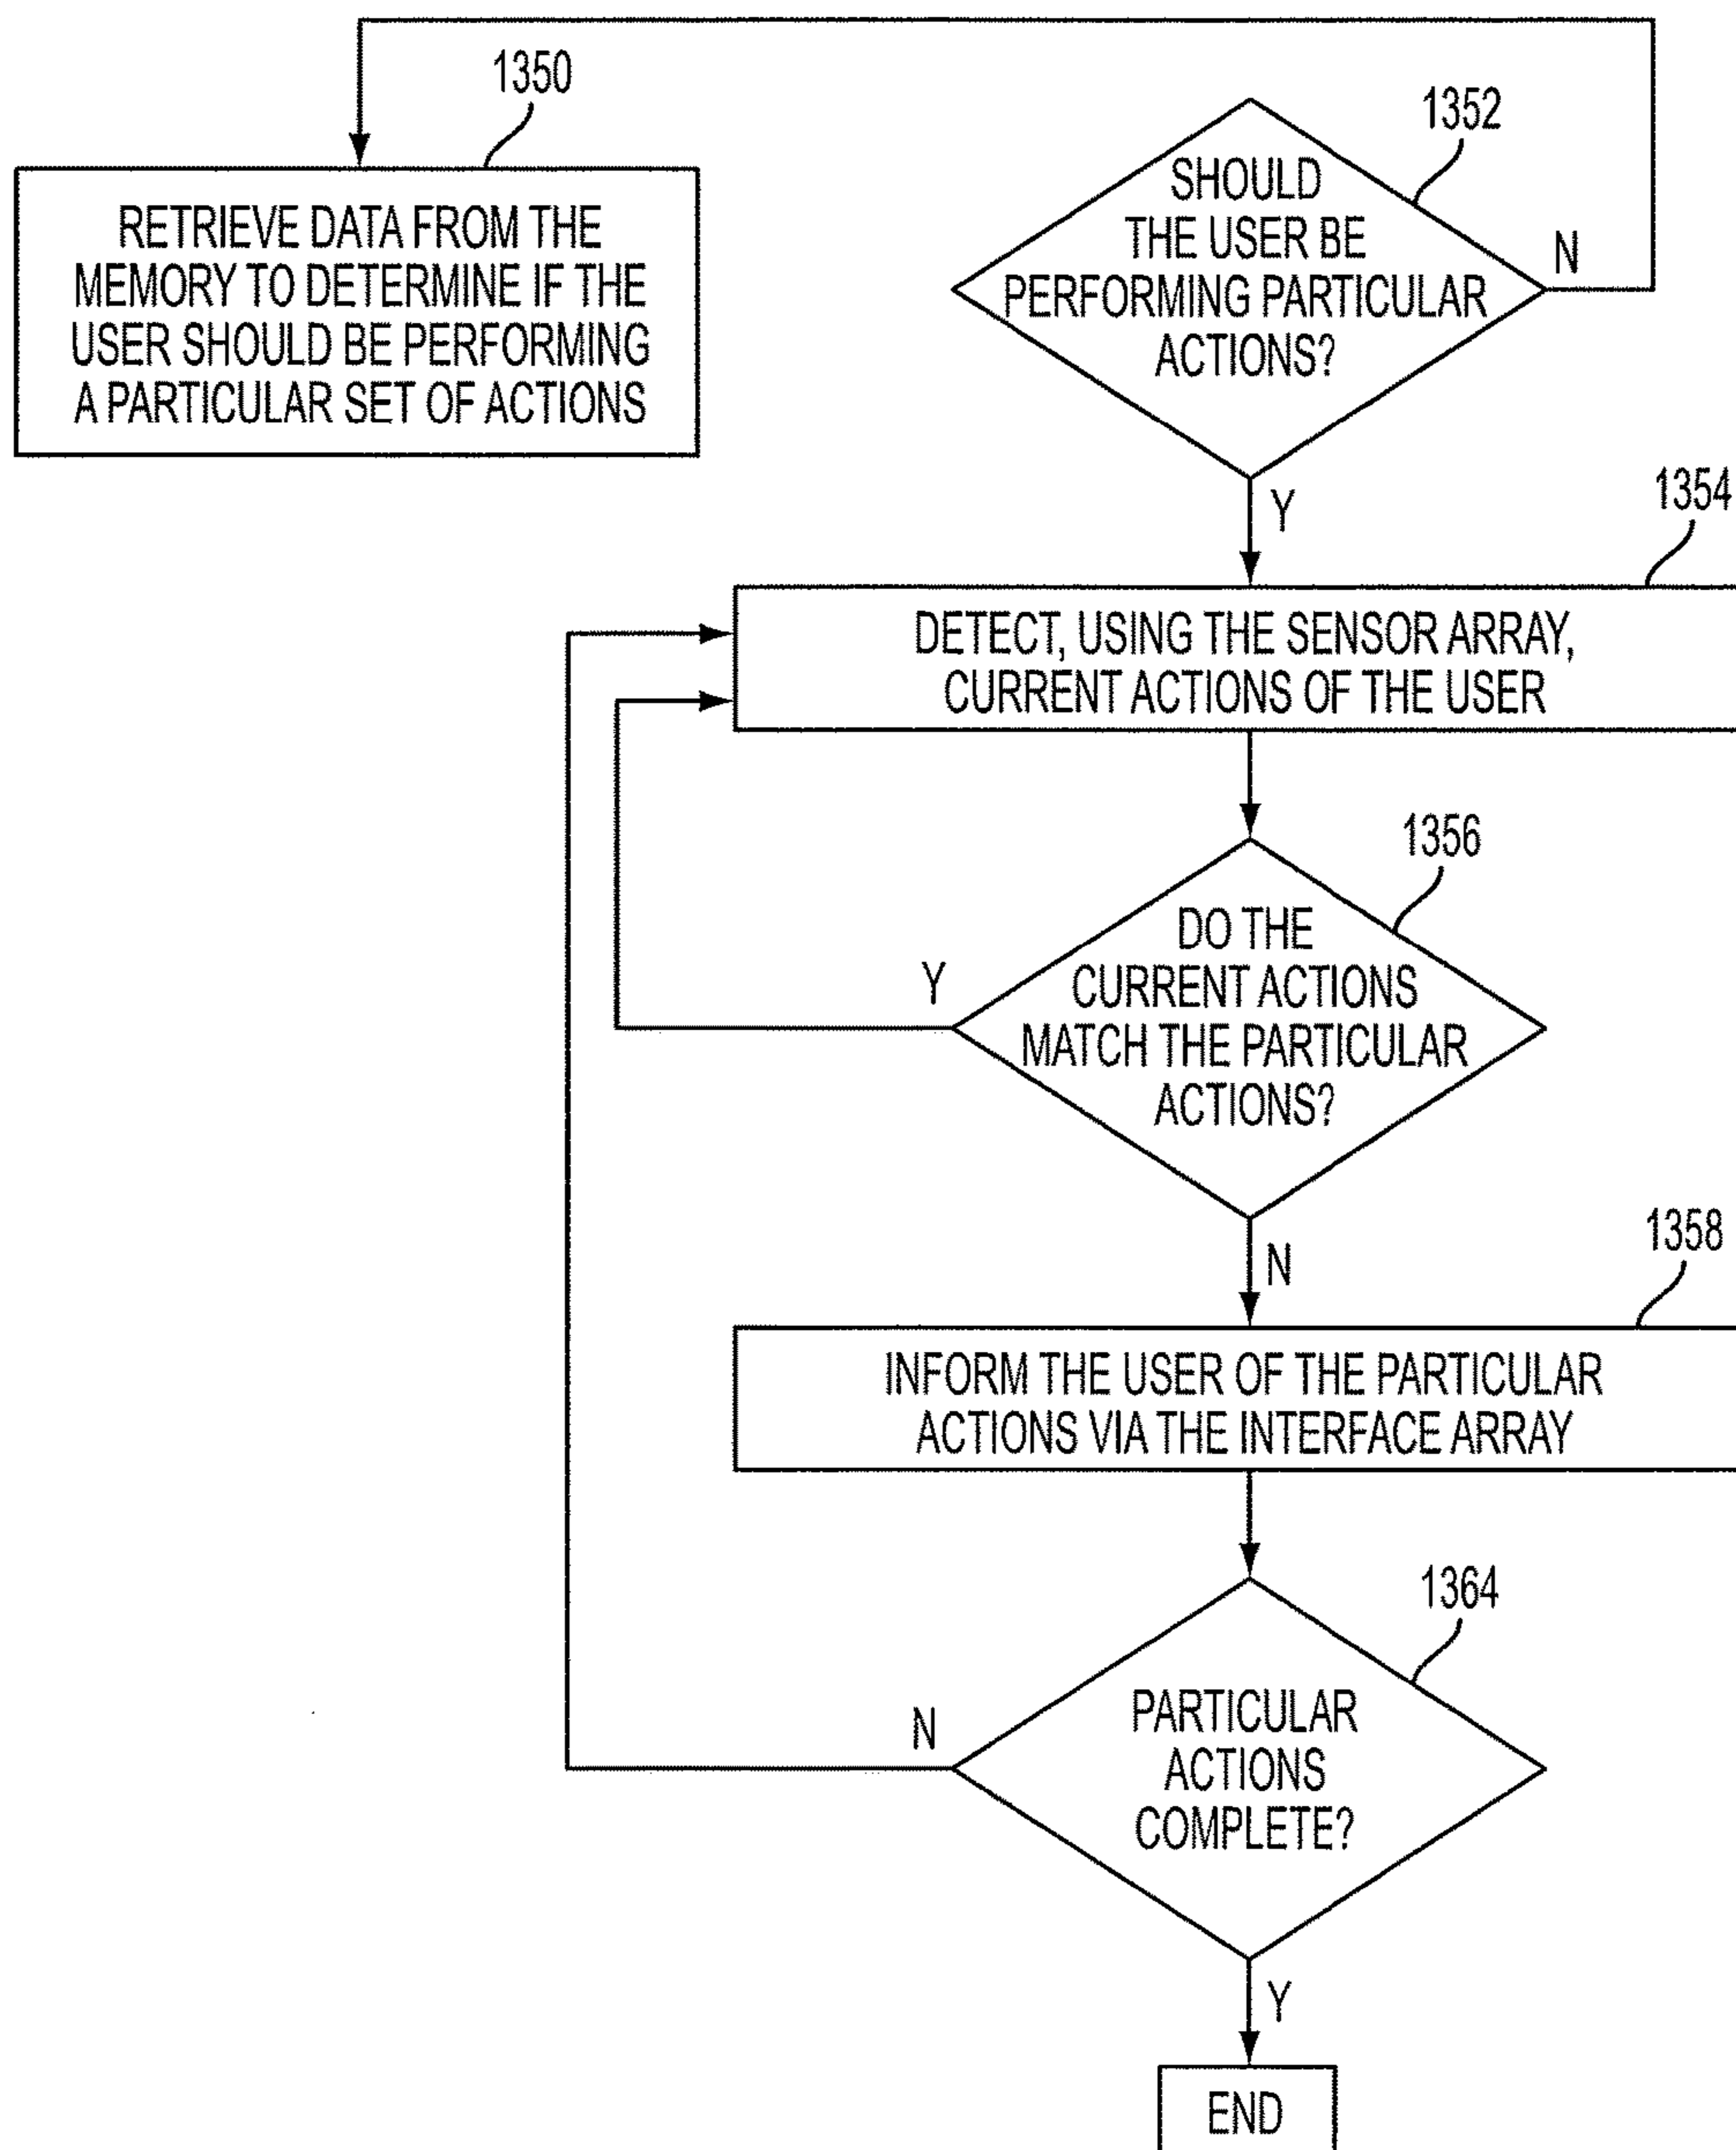 1350
RETRIEVE DATA FROM THE
MEMORY TO DETERMINE IF THE
USER SHOULD BE PERFORMING
A PARTICULAR SET OF ACTIONS
1352
SHOULD
THE USER BE
PERFORMING PARTICULAR
ACTIONS?
N
Y
1354
DETECT, USING THE SENSOR ARRAY,
CURRENT ACTIONS OF THE USER
1356
DO THE
CURRENT ACTIONS
MATCH THE PARTICULAR
ACTIONS?
Y
N
1358
INFORM THE USER OF THE PARTICULAR
ACTIONS VIA THE INTERFACE ARRAY
1364
PARTICULAR
ACTIONS
COMPLETE?
N
Y
END